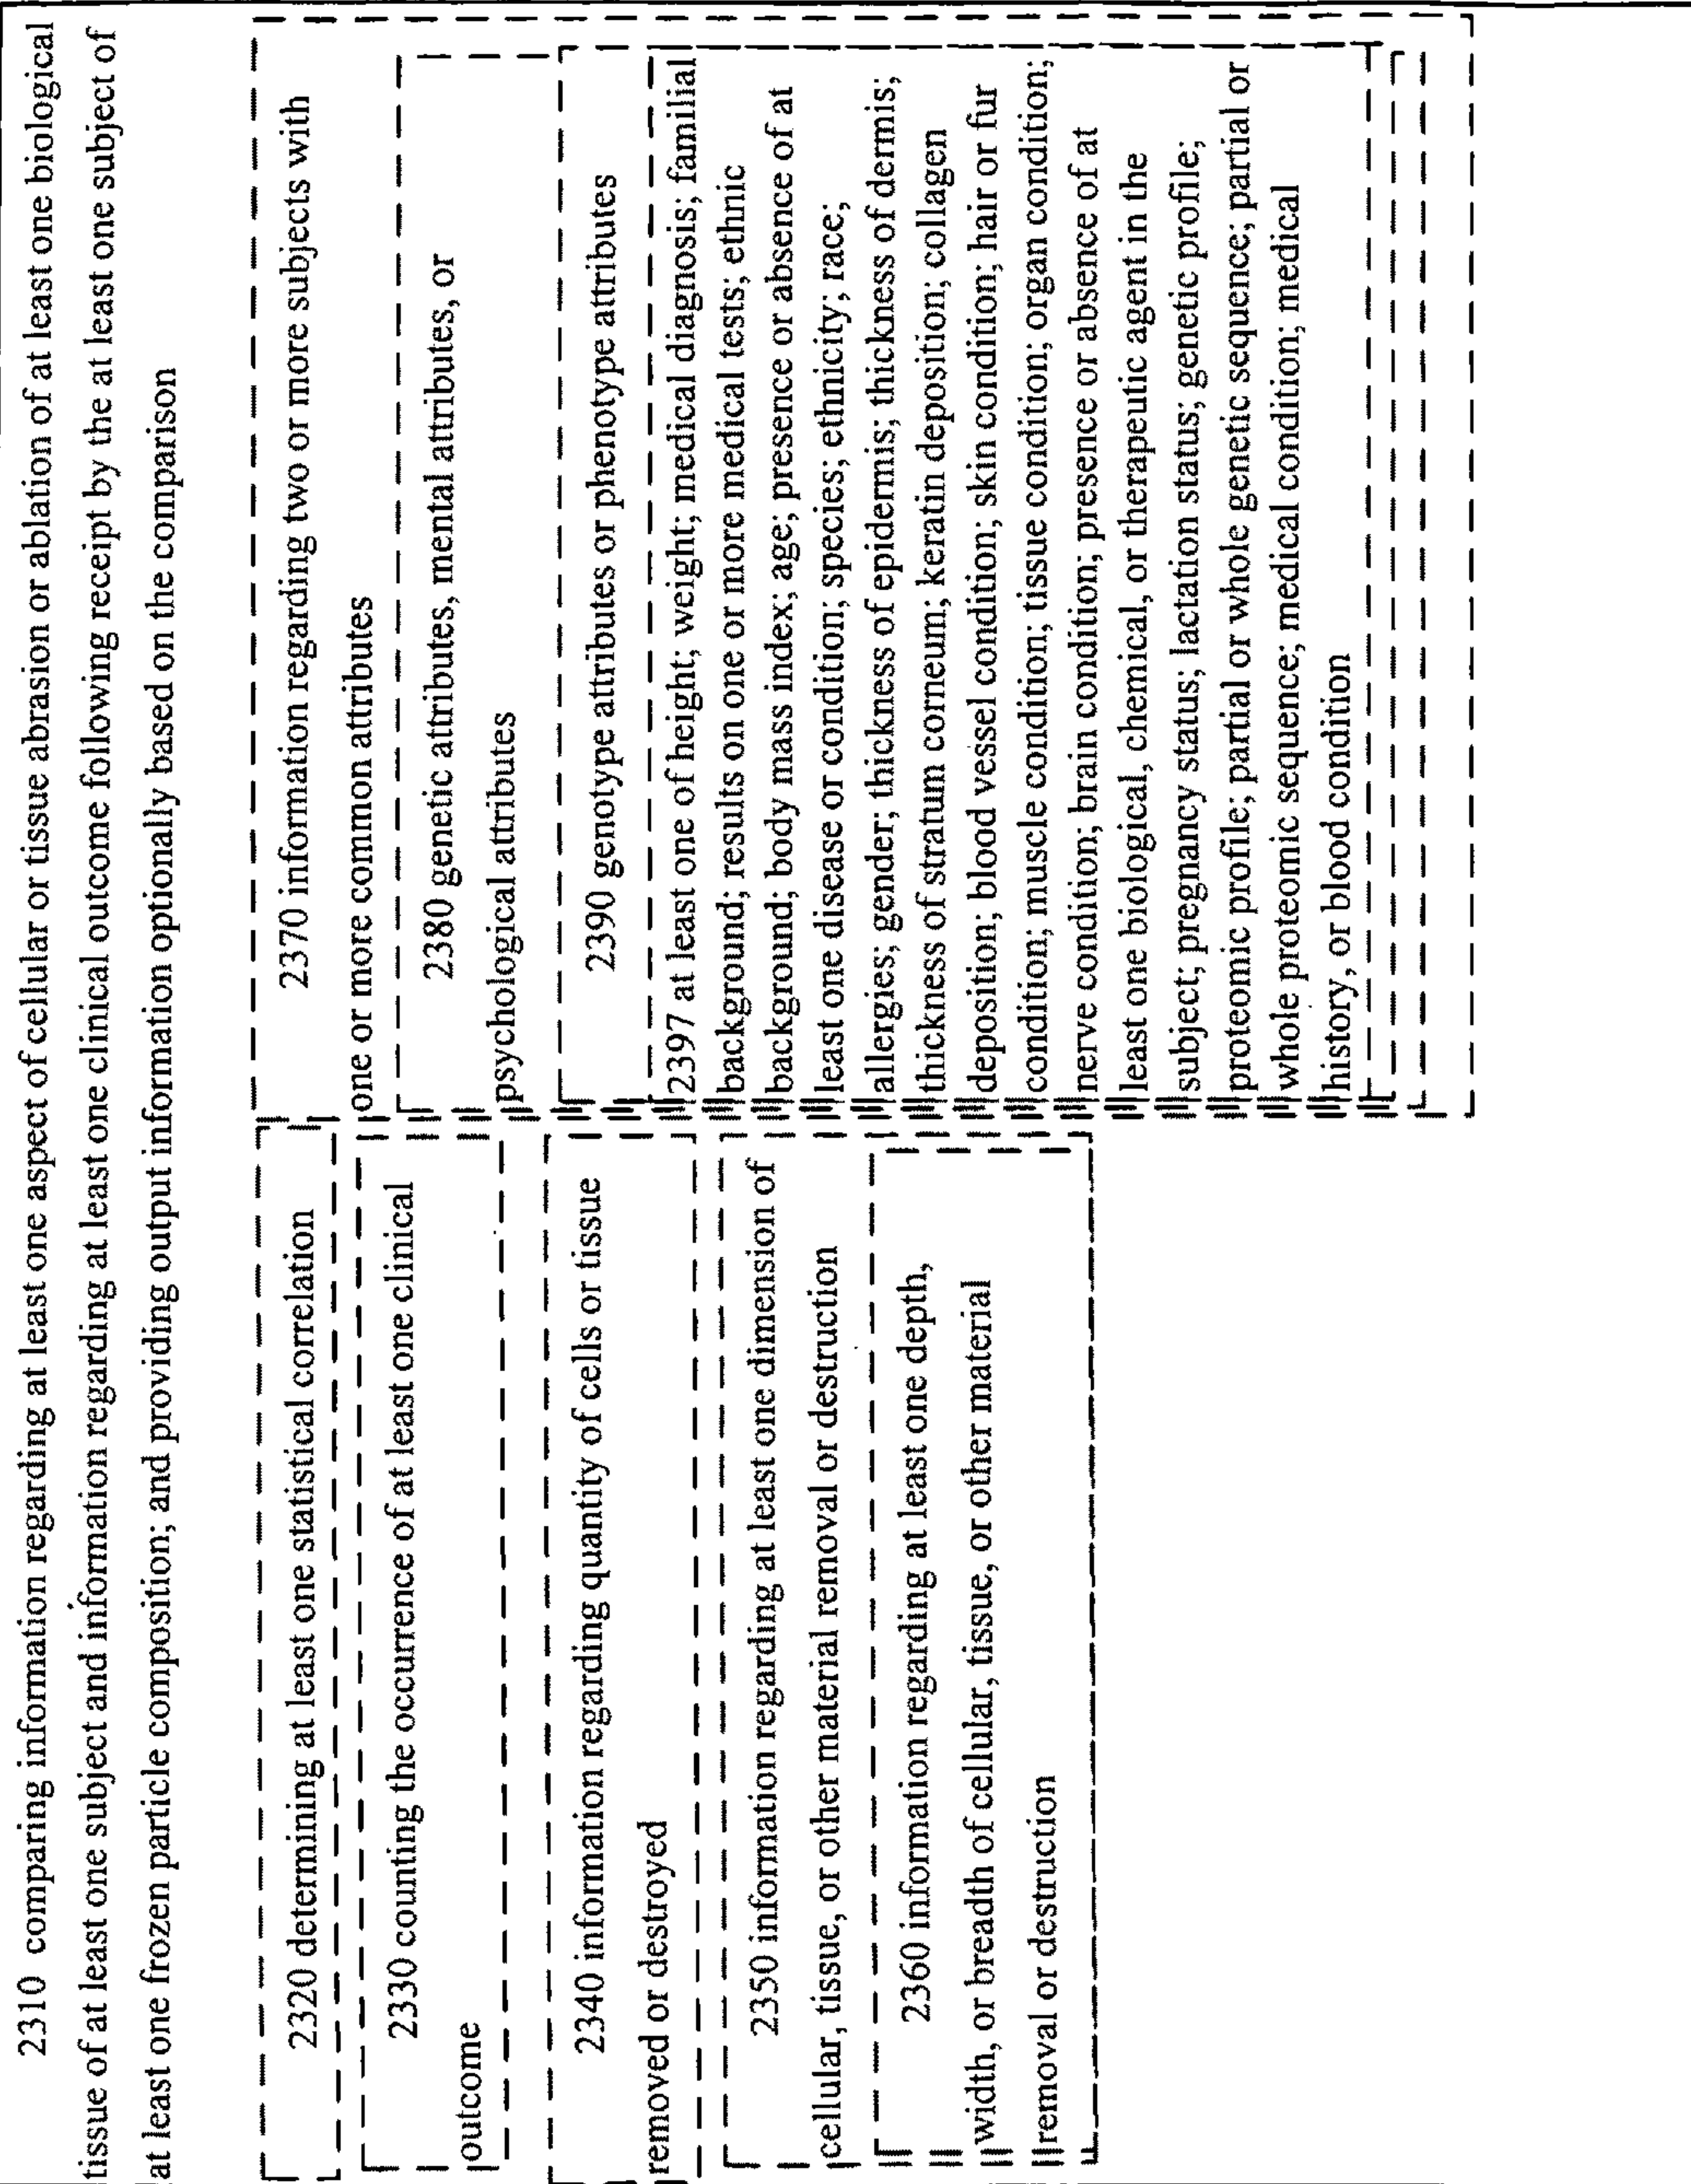 2310 comparing information regarding at least one aspect of cellular or tissue abrasion or ablation of at least one biological
tissue of at least one subject and information regarding at least one clinical outcome following receipt by the at least one subject of
at least one frozen particle composition; and providing output information optionally based on the comparison
2320 determining at least one statistical correlation
2330 counting the occurrence of at least one clinical
outcome
2340 information regarding quantity of cells or tissue
removed or destroyed
2350 information regarding at least one dimension of
cellular, tissue, or other material removal or destruction
2360 information regarding at least one depth,
width, or breadth of cellular, tissue, or other material
removal or destruction
2370 information regarding two or more subjects with
one or more common attributes
2380 genetic attributes, mental attributes, or
psychological attributes
2390 genotype attributes or phenotype attributes
2397 at least one of height; weight; medical diagnosis; familial
background; results on one or more medical tests; ethnic
background; body mass index; age; presence or absence of at
least one disease or condition; species; ethnicity; race;
allergies; gender; thickness of epidermis; thickness of dermis;
thickness of stratum corneum; keratin deposition; collagen
deposition; blood vessel condition; skin condition; hair or fur
condition; muscle condition; tissue condition; organ condition;
nerve condition; brain condition; presence or absence of at
least one biological, chemical, or therapeutic agent in the
subject; pregnancy status; lactation status; genetic profile;
proteomic profile; partial or whole genetic sequence; partial or
whole proteomic sequence; medical condition; medical
history, or blood condition